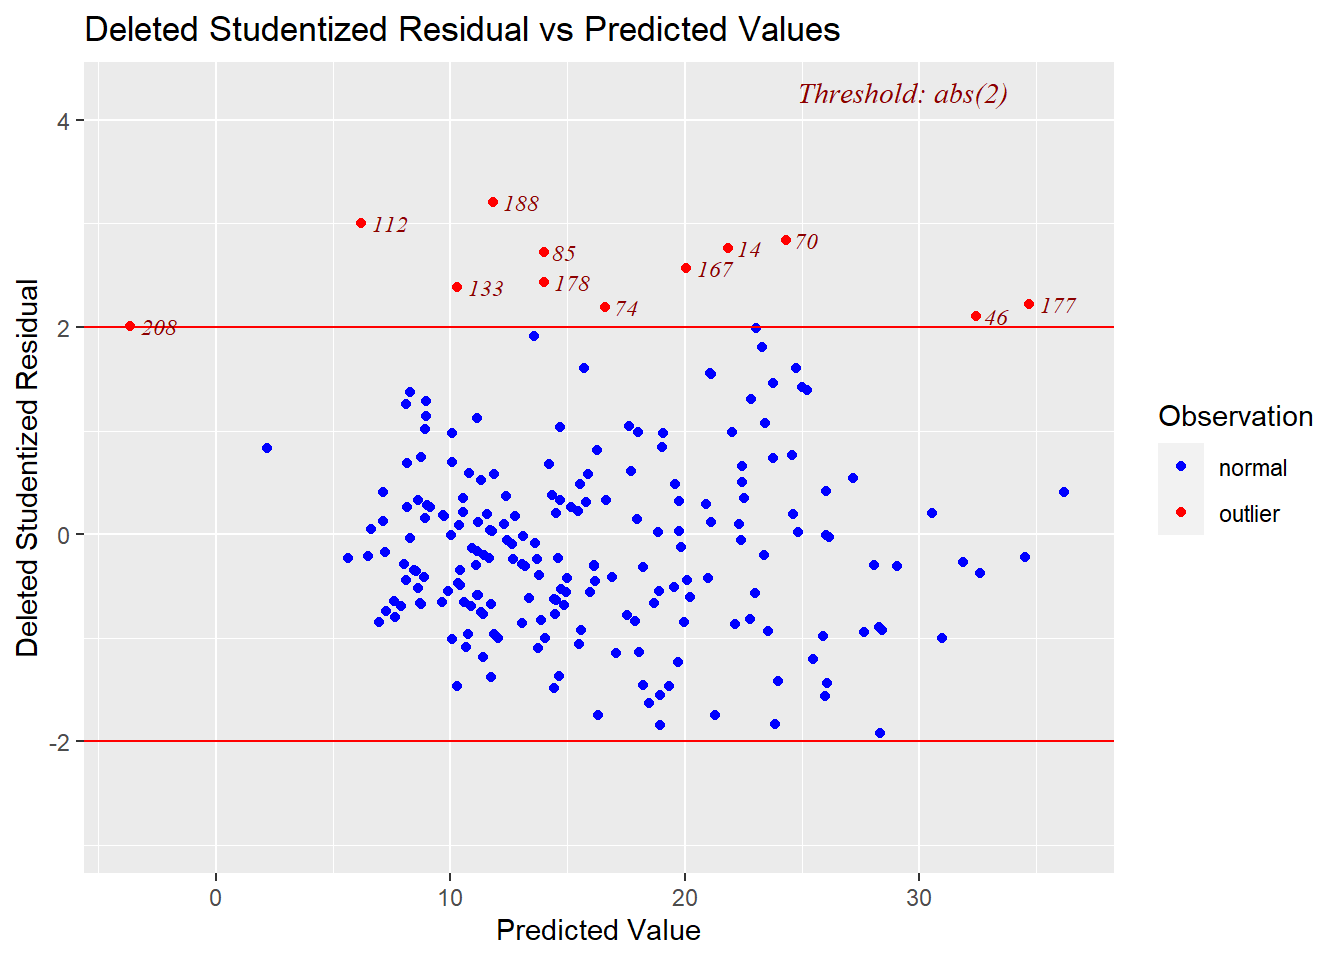 Deleted Studentized Residual vs Predicted Values
Threshold: abs(2)
4
2
0
-2
Deleted Studentized Residual
188
112
70
14
85
167
178
133
177
74
46
208
0
10
20
30
Predicted Value
Observation
normal
outlier